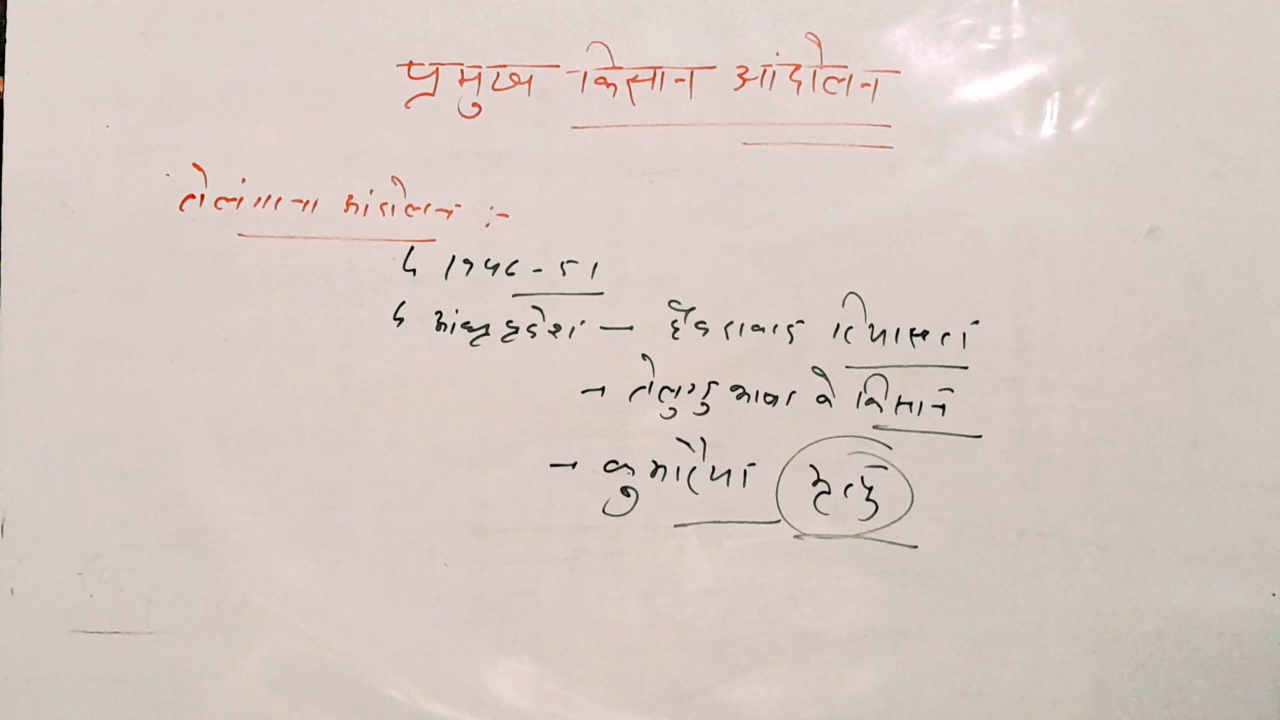 प्रमुख किसान आंदोलन
तेलंगाना आंदोलन :-
↳ 1946 - 51
↳ आंध्र प्रदेश → हैदराबाद रियासत
→ तेलुगु भाषा के किसान
→ कुमारैया मृत्यु